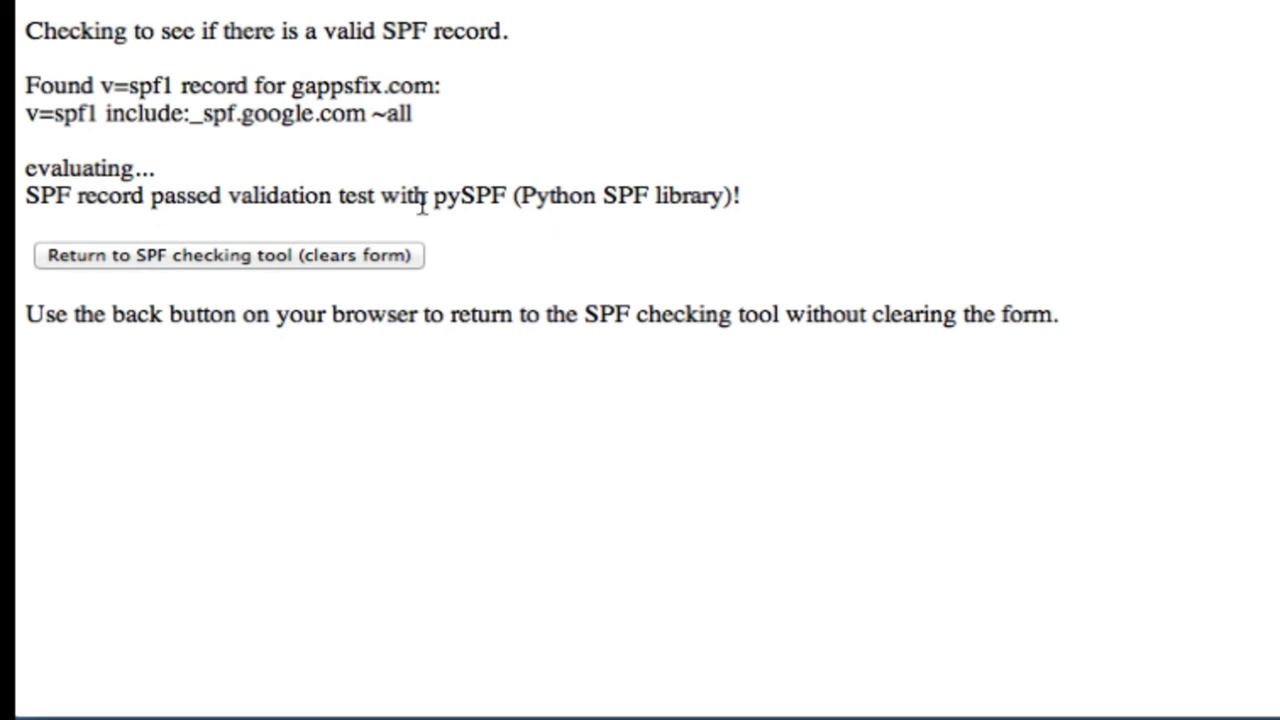 Checking to see if there is a valid SPF record.
Found v=spf1 record for gappsfix.com:
v=spf1 include:_spf.google.com ~all
evaluating...
SPF record passed validation test with pySPF (Python SPF library)!
Return to SPF checking tool (clears form)
Use the back button on your browser to return to the SPF checking tool without clearing the form.